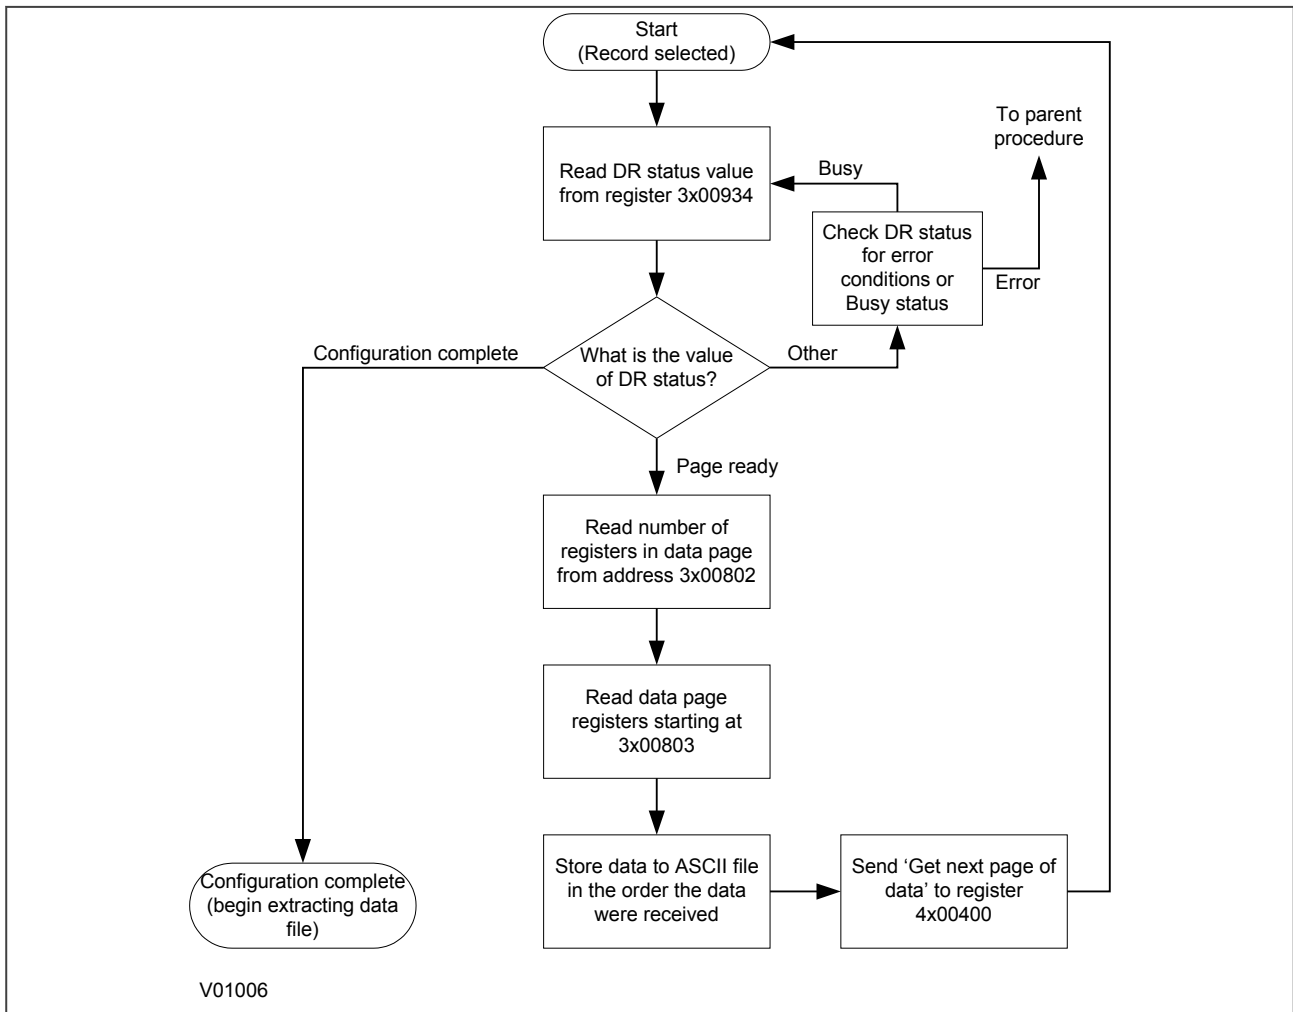 Start
(Record selected)
To parent
procedure
Read DR status value
from register 3x00934
Busy
Check DR status
for error
conditions or
Busy status
Error
Configuration complete
What is the value
of DR status?
Other
Page ready
Read number of
registers in data page
from address 3x00802
Read data page
registers starting at
3x00803
Store data to ASCII file
in the order the data
were received
Send ‘Get next page of
data’ to register
4x00400
Configuration complete
(begin extracting data
file)
V01006